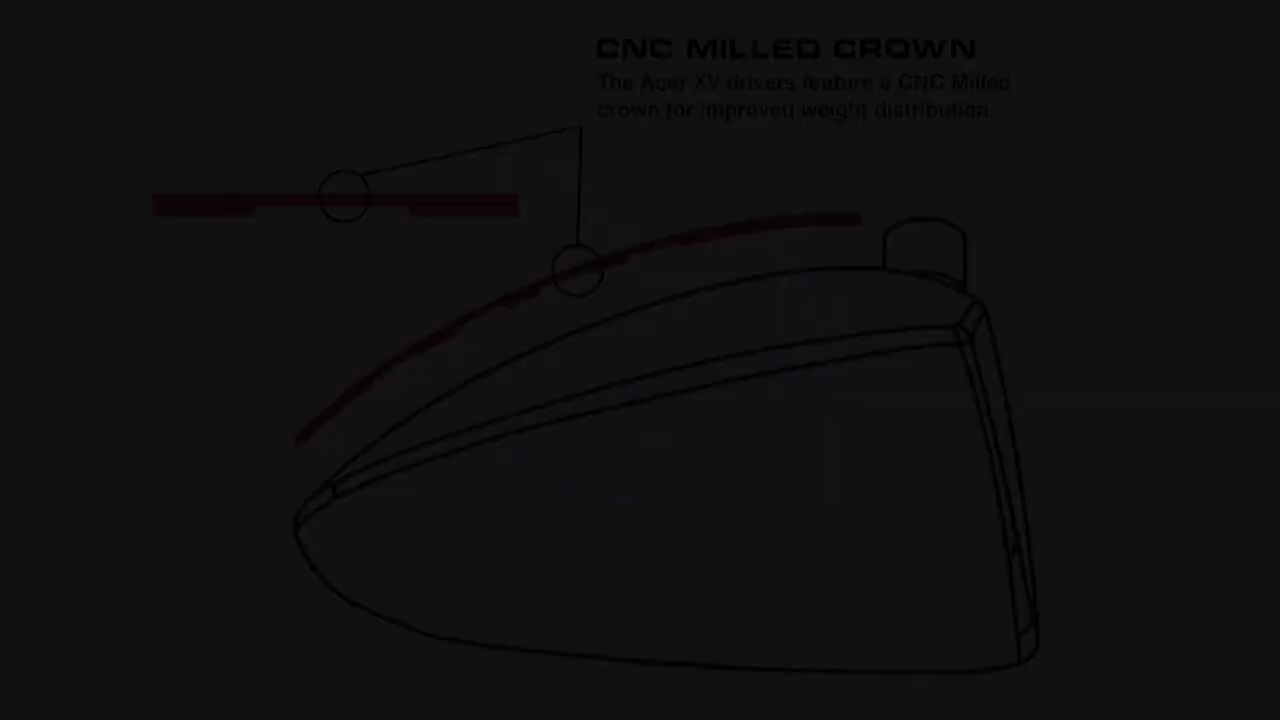 CNC MILLED CROWN
The Acer XV drivers feature a CNC Milled
crown for improved weight distribution.